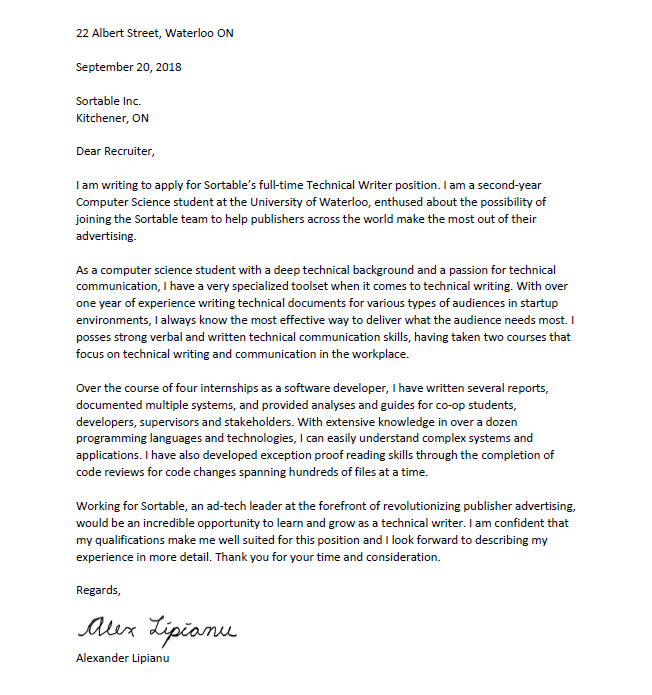 22 Albert Street, Waterloo ON
September 20, 2018
Sortable Inc.
Kitchener, ON
Dear Recruiter,
I am writing to apply for Sortable's full-time Technical Writer position. I am a second-year
Computer Science student at the University of Waterloo, enthused about the possibility of
joining the Sortable team to help publishers across the world make the most out of their
advertising.
As a computer science student with a deep technical background and a passion for technical
communication, I have a very specialized toolset when it comes to technical writing. With over
one year of experience writing technical documents for various types of audiences in startup
environments, I always know the most effective way to deliver what the audience needs most. I
posses strong verbal and written technical communication skills, having taken two courses that
focus on technical writing and communication in the workplace.
Over the course of four internships as a software developer, I have written several reports,
documented multiple systems, and provided analyses and guides for co-op students,
developers, supervisors and stakeholders. With extensive knowledge in over a dozen
programming languages and technologies, I can easily understand complex systems and
applications. I have also developed exception proof reading skills through the completion of
code reviews for code changes spanning hundreds of files at a time.
Working for Sortable, an ad-tech leader at the forefront of revolutionizing publisher advertising,
would be an incredible opportunity to learn and grow as a technical writer. I am confident that
my qualifications make me well suited for this position and I look forward to describing my
experience in more detail. Thank you for your time and consideration.
Regards,
Alex Lipianu
Alexander Lipianu